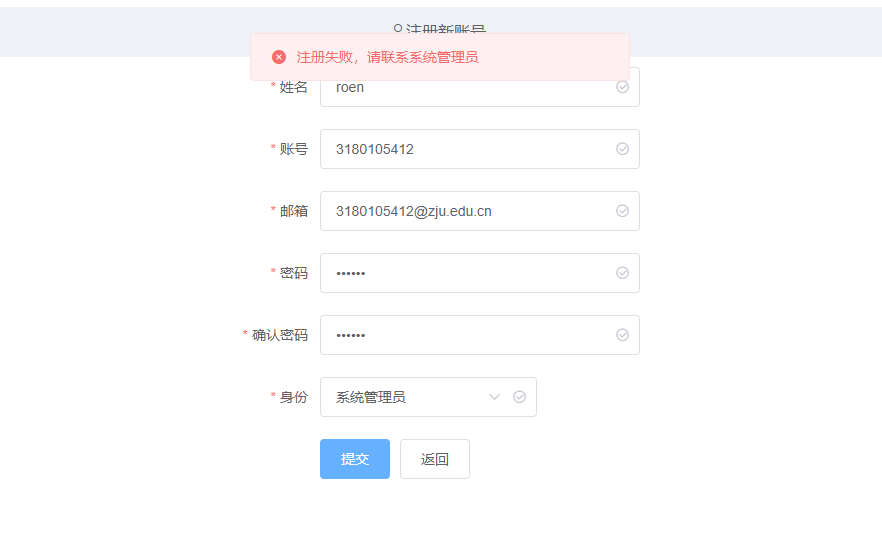 注册新账号
注册失败，请联系系统管理员
* 姓名 roen
* 账号 3180105412
* 邮箱 3180105412@zju.edu.cn
* 密码 ••••••
* 确认密码 ••••••
* 身份 系统管理员
提交 返回